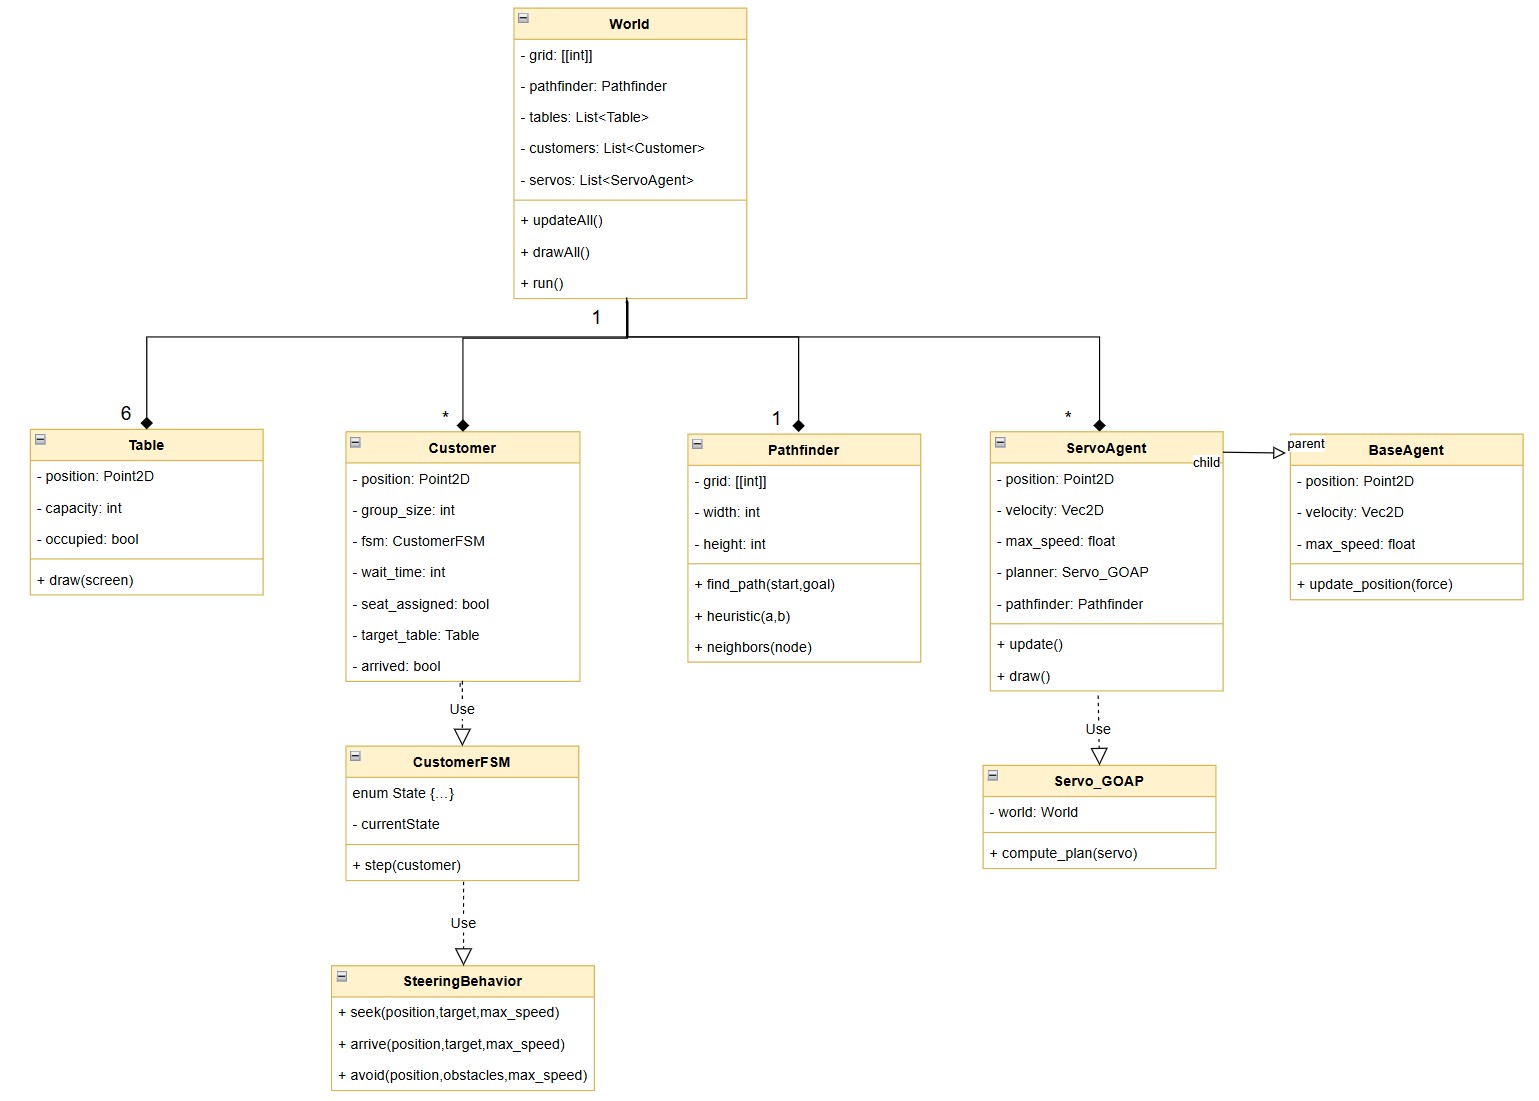 World
- grid: [[int]]
- pathfinder: Pathfinder
- tables: List<Table>
- customers: List<Customer>
- servos: List<ServoAgent>
+ updateAll()
+ drawAll()
+ run()
1
6
*
1
*
Table
- position: Point2D
- capacity: int
- occupied: bool
+ draw(screen)
Customer
- position: Point2D
- group_size: int
- fsm: CustomerFSM
- wait_time: int
- seat_assigned: bool
- target_table: Table
- arrived: bool
Pathfinder
- grid: [[int]]
- width: int
- height: int
+ find_path(start,goal)
+ heuristic(a,b)
+ neighbors(node)
ServoAgent
- position: Point2D
- velocity: Vec2D
- max_speed: float
- planner: Servo_GOAP
- pathfinder: Pathfinder
+ update()
+ draw()
child
parent
BaseAgent
- position: Point2D
- velocity: Vec2D
- max_speed: float
+ update_position(force)
Use
Use
CustomerFSM
enum State {...}
- currentState
+ step(customer)
Servo_GOAP
- world: World
+ compute_plan(servo)
Use
SteeringBehavior
+ seek(position,target,max_speed)
+ arrive(position,target,max_speed)
+ avoid(position,obstacles,max_speed)